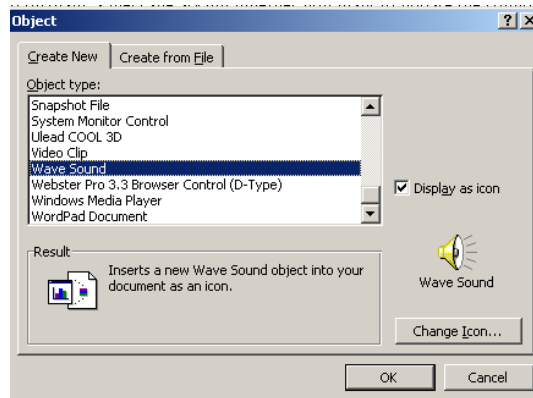 Object
Create New
Create from File
Object type:
Snapshot File
System Monitor Control
Ulead COOL 3D
Video Clip
Wave Sound
Webster Pro 3.3 Browser Control (D-Type)
Windows Media Player
WordPad Document
Display as icon
Result
Inserts a new Wave Sound object into your
document as an icon.
Wave Sound
Change Icon...
OK
Cancel